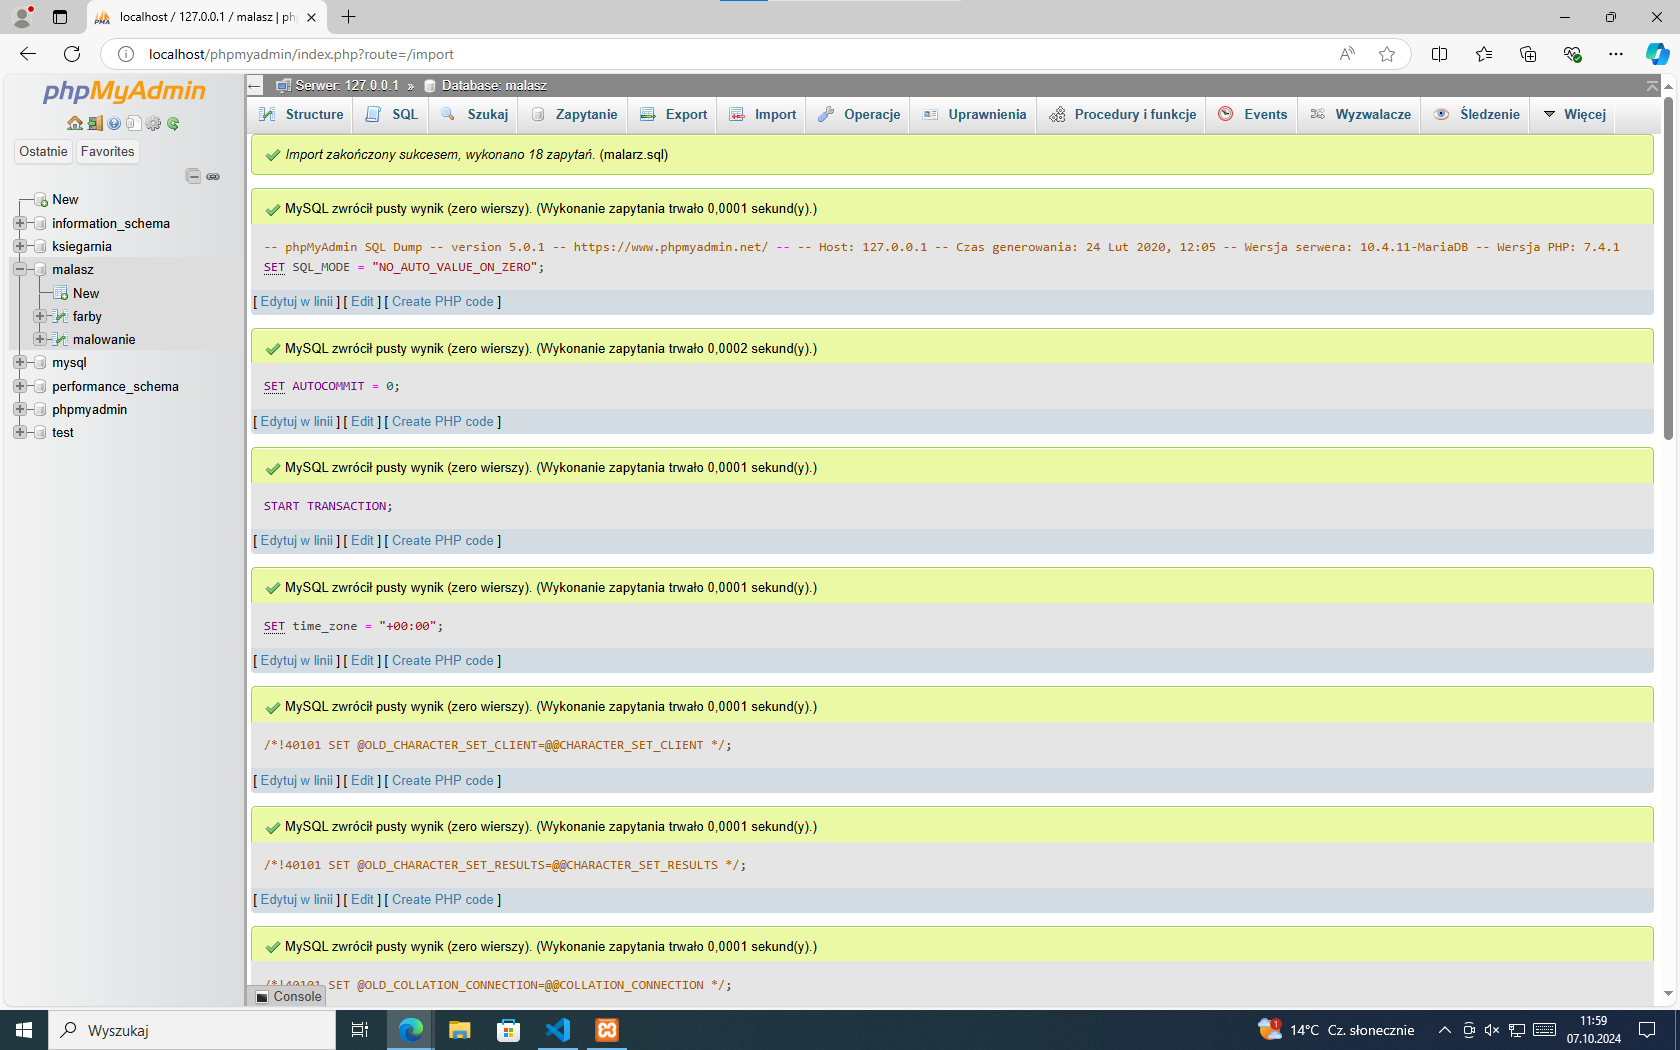 localhost / 127.0.0.1 / malasz | ph
localhost/phpmyadmin/index.php?route=/import
phpMyAdmin
Ostatnie Favorites
New
information_schema
ksiegarnia
malasz
New
farby
malowanie
mysql
performance_schema
phpmyadmin
test
Serwer: 127.0.0.1 » Database: malasz
Structure SQL Szukaj Zapytanie Export Import Operacje Uprawnienia Procedury i funkcje Events Wyzwalacze Śledzenie Więcej
Import zakończony sukcesem, wykonano 18 zapytań. (malarz.sql)
MySQL zwrócił pusty wynik (zero wierszy). (Wykonanie zapytania trwało 0,0001 sekund(y).)
-- phpMyAdmin SQL Dump -- version 5.0.1 -- https://www.phpmyadmin.net/ -- -- Host: 127.0.0.1 -- Czas generowania: 24 Lut 2020, 12:05 -- Wersja serwera: 10.4.11-MariaDB -- Wersja PHP: 7.4.1
SET SQL_MODE = "NO_AUTO_VALUE_ON_ZERO";
[ Edytuj w linii ] [ Edit ] [ Create PHP code ]
MySQL zwrócił pusty wynik (zero wierszy). (Wykonanie zapytania trwało 0,0002 sekund(y).)
SET AUTOCOMMIT = 0;
[ Edytuj w linii ] [ Edit ] [ Create PHP code ]
MySQL zwrócił pusty wynik (zero wierszy). (Wykonanie zapytania trwało 0,0001 sekund(y).)
START TRANSACTION;
[ Edytuj w linii ] [ Edit ] [ Create PHP code ]
MySQL zwrócił pusty wynik (zero wierszy). (Wykonanie zapytania trwało 0,0001 sekund(y).)
SET time_zone = "+00:00";
[ Edytuj w linii ] [ Edit ] [ Create PHP code ]
MySQL zwrócił pusty wynik (zero wierszy). (Wykonanie zapytania trwało 0,0001 sekund(y).)
/*!40101 SET @OLD_CHARACTER_SET_CLIENT=@@CHARACTER_SET_CLIENT */;
[ Edytuj w linii ] [ Edit ] [ Create PHP code ]
MySQL zwrócił pusty wynik (zero wierszy). (Wykonanie zapytania trwało 0,0001 sekund(y).)
/*!40101 SET @OLD_CHARACTER_SET_RESULTS=@@CHARACTER_SET_RESULTS */;
[ Edytuj w linii ] [ Edit ] [ Create PHP code ]
MySQL zwrócił pusty wynik (zero wierszy). (Wykonanie zapytania trwało 0,0001 sekund(y).)
/*!40101 SET @OLD_COLLATION_CONNECTION=@@COLLATION_CONNECTION */;
Console
Wyszukaj
1 14°C Cz. słonecznie
11:59
07.10.2024